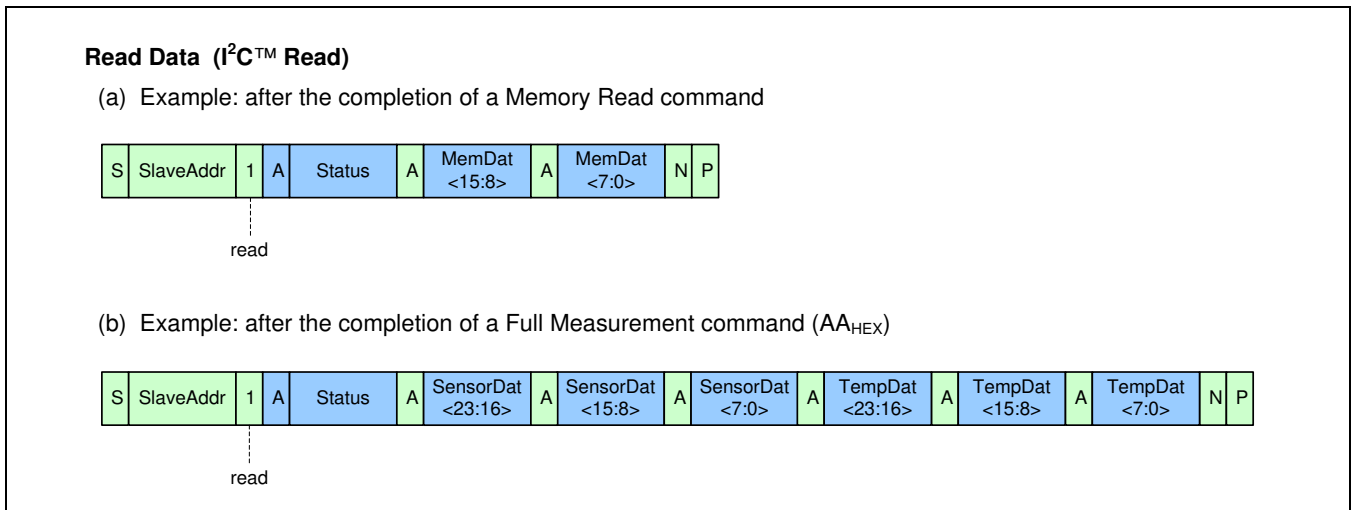 Read Data (I²C™ Read)
(a) Example: after the completion of a Memory Read command
S SlaveAddr 1 A Status A MemDat <15:8> A MemDat <7:0> N P
read
(b) Example: after the completion of a Full Measurement command (AAHEX)
S SlaveAddr 1 A Status A SensorDat <23:16> A SensorDat <15:8> A SensorDat <7:0> A TempDat <23:16> A TempDat <15:8> A TempDat <7:0> N P
read